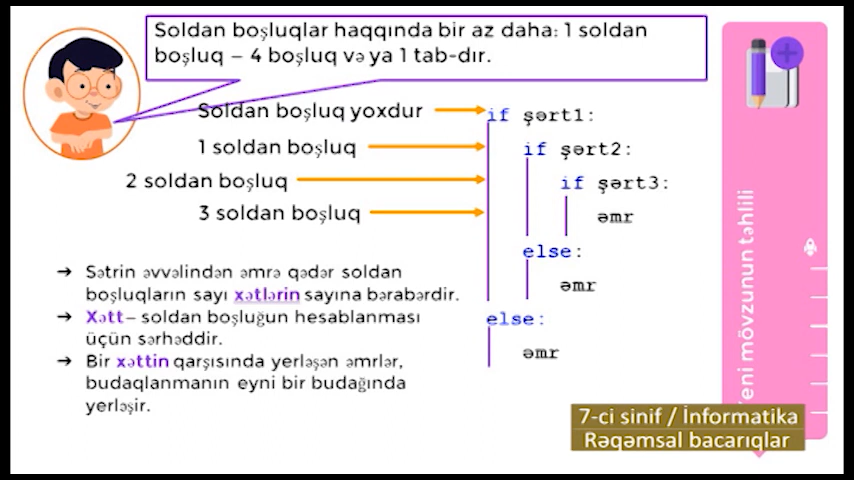 Soldan boşluqlar haqqında bir az daha: 1 soldan
boşluq – 4 boşluq və ya 1 tab-dır.
Soldan boşluq yoxdur
1 soldan boşluq
2 soldan boşluq
3 soldan boşluq
if şərt1:
if şərt2:
if şərt3:
əmr
else:
əmr
else:
əmr
➔ Sətrin əvvəlindən əmrə qədər soldan
boşluqların sayı xətlərin sayına bərabərdir.
➔ Xətt– soldan boşluğun hesablanması
üçün sərhəddir.
➔ Bir xəttin qarşısında yerləşən əmrlər,
budaqlanmanın eyni bir budağında
yerləşir.
Yeni mövzunun təhlili
7-ci sinif / İnformatika
Rəqəmsal bacarıqlar